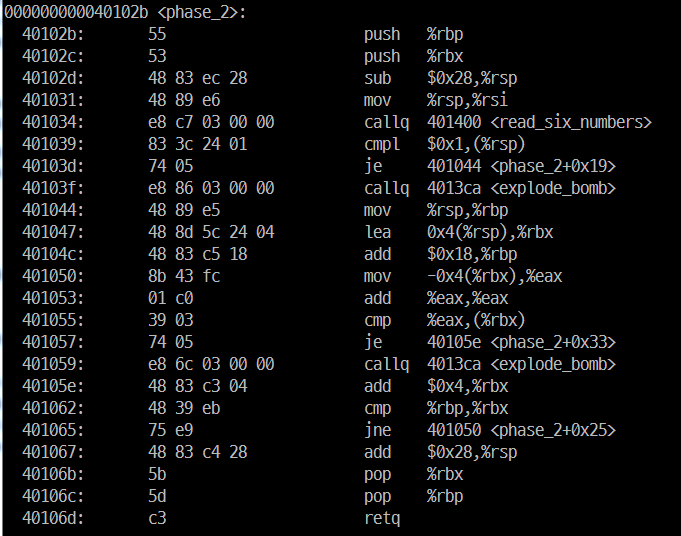 000000000040102b <phase_2>:
40102b: 55 push %rbp
40102c: 53 push %rbx
40102d: 48 83 ec 28 sub $0x28,%rsp
401031: 48 89 e6 mov %rsp,%rsi
401034: e8 c7 03 00 00 callq 401400 <read_six_numbers>
401039: 83 3c 24 01 cmpl $0x1,(%rsp)
40103d: 74 05 je 401044 <phase_2+0x19>
40103f: e8 86 03 00 00 callq 4013ca <explode_bomb>
401044: 48 89 e5 mov %rsp,%rbp
401047: 48 8d 5c 24 04 lea 0x4(%rsp),%rbx
40104c: 48 83 c5 18 add $0x18,%rbp
401050: 8b 43 fc mov -0x4(%rbx),%eax
401053: 01 c0 add %eax,%eax
401055: 39 03 cmp %eax,(%rbx)
401057: 74 05 je 40105e <phase_2+0x33>
401059: e8 6c 03 00 00 callq 4013ca <explode_bomb>
40105e: 48 83 c3 04 add $0x4,%rbx
401062: 48 39 eb cmp %rbp,%rbx
401065: 75 e9 jne 401050 <phase_2+0x25>
401067: 48 83 c4 28 add $0x28,%rsp
40106b: 5b pop %rbx
40106c: 5d pop %rbp
40106d: c3 retq